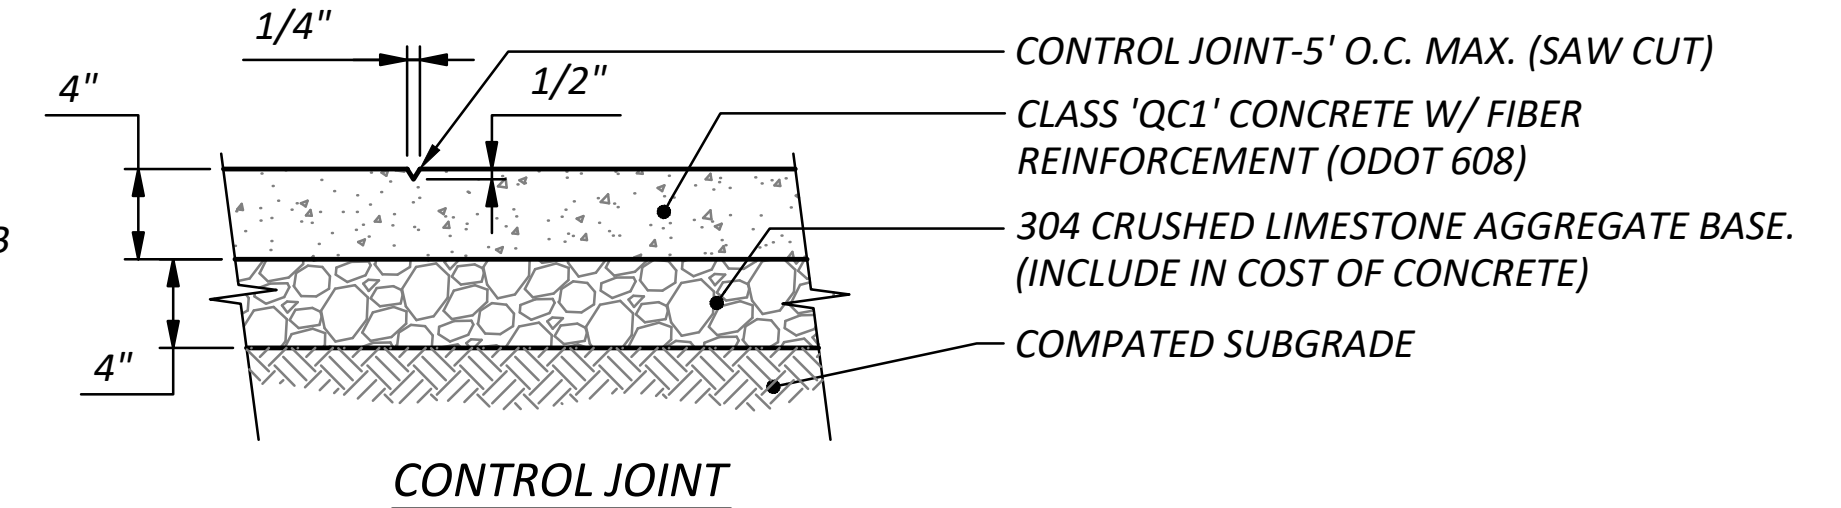 1/4"
4"
1/2"
CONTROL JOINT-5' O.C. MAX. (SAW CUT)
CLASS 'QC1' CONCRETE W/ FIBER
REINFORCEMENT (ODOT 608)
304 CRUSHED LIMESTONE AGGREGATE BASE.
(INCLUDE IN COST OF CONCRETE)
COMPATED SUBGRADE
4"
CONTROL JOINT